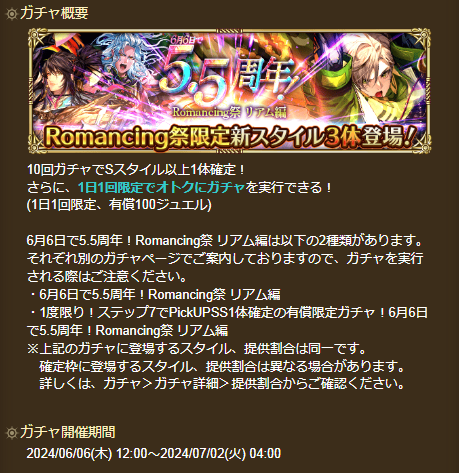 ガチャ概要
6月6日で
5.5周年!
Romancing祭 リアム編
Romancing祭限定新スタイル3体登場!
10回ガチャでSスタイル以上1体確定!
さらに、1日1回限定でオトクにガチャを実行できる!
(1日1回限定、有償100ジュエル)
6月6日で5.5周年!Romancing祭 リアム編は以下の2種類があります。
それぞれ別のガチャページでご案内しておりますので、ガチャを実行
される際はご注意ください。
・6月6日で5.5周年!Romancing祭 リアム編
・1度限り!ステップ7でPickUPSS1体確定の有償限定ガチャ!6月6日
で5.5周年!Romancing祭 リアム編
※上記のガチャに登場するスタイル、提供割合は同一です。
確定枠に登場するスタイル、提供割合は異なる場合があります。
詳しくは、ガチャ>ガチャ詳細>提供割合からご確認ください。
ガチャ開催期間
2024/06/06(木) 12:00～2024/07/02(火) 04:00